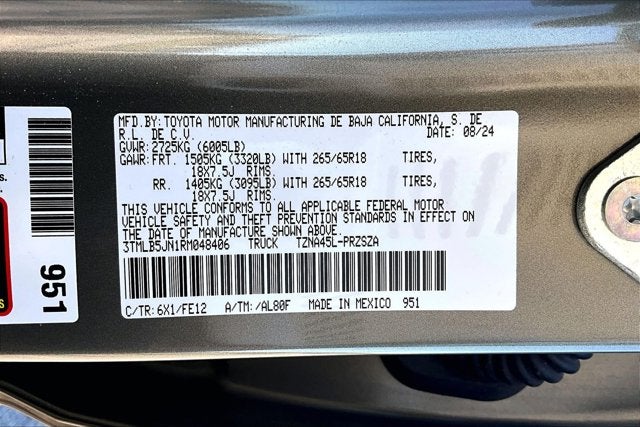 MFD.BY: TOYOTA MOTOR MANUFACTURING DE BAJA CALIFORNIA, S. DE
R.L. DE C.V. DATE: 08/24
GVWR: 2725KG (6005LB)
GAWR: FRT. 1505KG (3320LB) WITH 265/65R18 TIRES,
18X7.5J RIMS.
RR. 1405KG (3095LB) WITH 265/65R18 TIRES,
18X7.5J RIMS.
THIS VEHICLE CONFORMS TO ALL APPLICABLE FEDERAL MOTOR
VEHICLE SAFETY AND THEFT PREVENTION STANDARDS IN EFFECT ON
THE DATE OF MANUFACTURE SHOWN ABOVE.
3TMLB5JN1RM048406 TRUCK TZNA45L-PRZSZA
C/TR: 6X1/FE12 A/TM: /AL80F MADE IN MEXICO 951
951